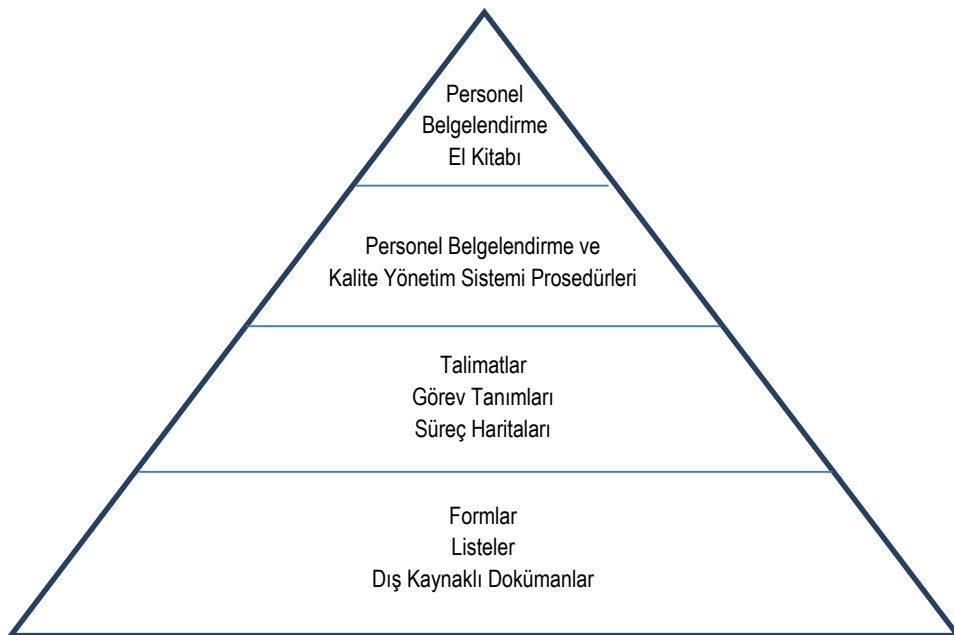 Personel
Belgelendirme
El Kitabı
Personel Belgelendirme ve
Kalite Yönetim Sistemi Prosedürleri
Talimatlar
Görev Tanımları
Süreç Haritaları
Formlar
Listeler
Dış Kaynaklı Dokümanlar